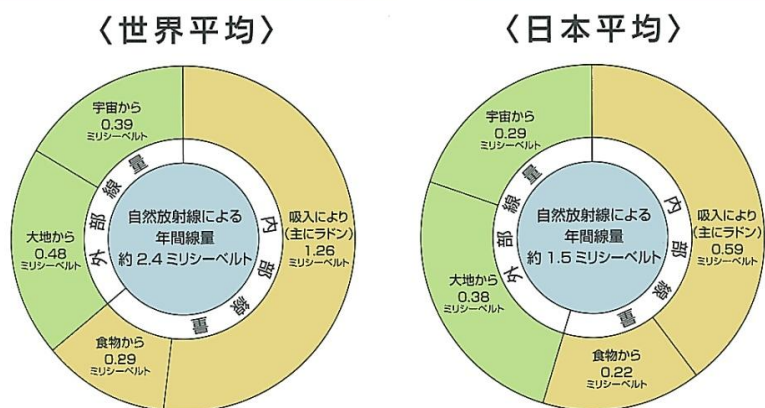 〈世界平均〉
宇宙から
0.39
ミリシーベルト
大地から
0.48
ミリシーベルト
食物から
0.29
ミリシーベルト
吸入により
(主にラドン)
1.26
ミリシーベルト
外部線量
内部線量
自然放射線による
年間線量
約2.4ミリシーベルト
〈日本平均〉
宇宙から
0.29
ミリシーベルト
大地から
0.38
ミリシーベルト
食物から
0.22
ミリシーベルト
吸入により
(主にラドン)
0.59
ミリシーベルト
外部線量
内部線量
自然放射線による
年間線量
約1.5ミリシーベルト